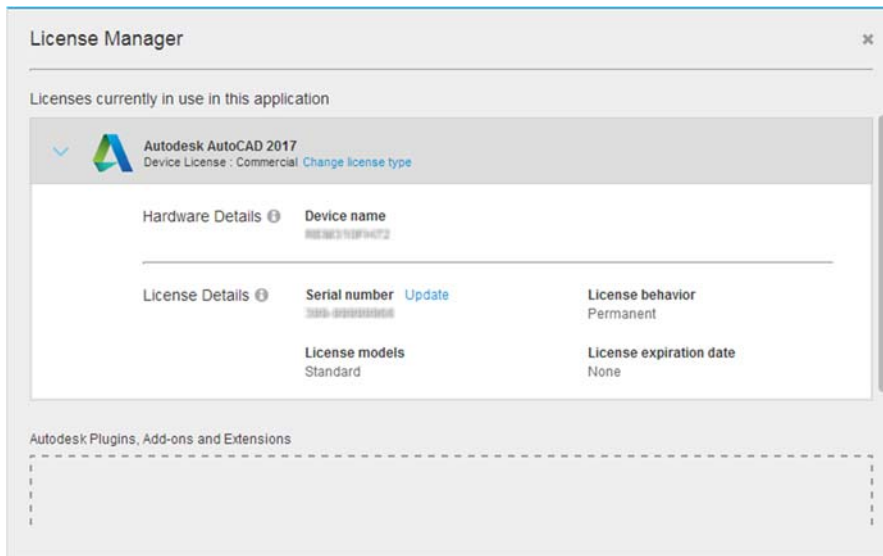 License Manager
Licenses currently in use in this application
Autodesk AutoCAD 2017
Device License : Commercial Change license type
Hardware Details Device name
License Details Serial number Update License behavior
Permanent
License models License expiration date
Standard None
Autodesk Plugins, Add-ons and Extensions